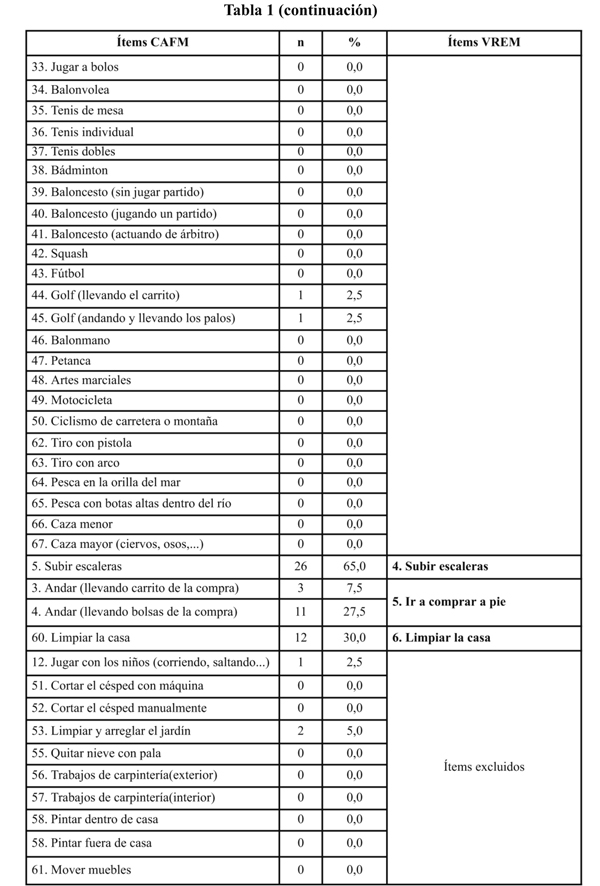 Tabla 1 (continuación)
Ítems CAFM n % Ítems VREM
33. Jugar a bolos 0 0,0
34. Balonvolea 0 0,0
35. Tenis de mesa 0 0,0
36. Tenis individual 0 0,0
37. Tenis dobles 0 0,0
38. Bádminton 0 0,0
39. Baloncesto (sin jugar partido) 0 0,0
40. Baloncesto (jugando un partido) 0 0,0
41. Baloncesto (actuando de árbitro) 0 0,0
42. Squash 0 0,0
43. Fútbol 0 0,0
44. Golf (llevando el carrito) 1 2,5
45. Golf (andando y llevando los palos) 1 2,5
46. Balonmano 0 0,0
47. Petanca 0 0,0
48. Artes marciales 0 0,0
49. Motocicleta 0 0,0
50. Ciclismo de carretera o montaña 0 0,0
62. Tiro con pistola 0 0,0
63. Tiro con arco 0 0,0
64. Pesca en la orilla del mar 0 0,0
65. Pesca con botas altas dentro del río 0 0,0
66. Caza menor 0 0,0
67. Caza mayor (ciervos, osos,...) 0 0,0
5. Subir escaleras 26 65,0 4. Subir escaleras
3. Andar (llevando carrito de la compra) 3 7,5
5. Ir a comprar a pie
4. Andar (llevando bolsas de la compra) 11 27,5
60. Limpiar la casa 12 30,0 6. Limpiar la casa
12. Jugar con los niños (corriendo, saltando...) 1 2,5
51. Cortar el césped con máquina 0 0,0
52. Cortar el césped manualmente 0 0,0
53. Limpiar y arreglar el jardín 2 5,0
55. Quitar nieve con pala 0 0,0
Ítems excluidos
56. Trabajos de carpintería(exterior) 0 0,0
57. Trabajos de carpintería(interior) 0 0,0
58. Pintar dentro de casa 0 0,0
58. Pintar fuera de casa 0 0,0
61. Mover muebles 0 0,0